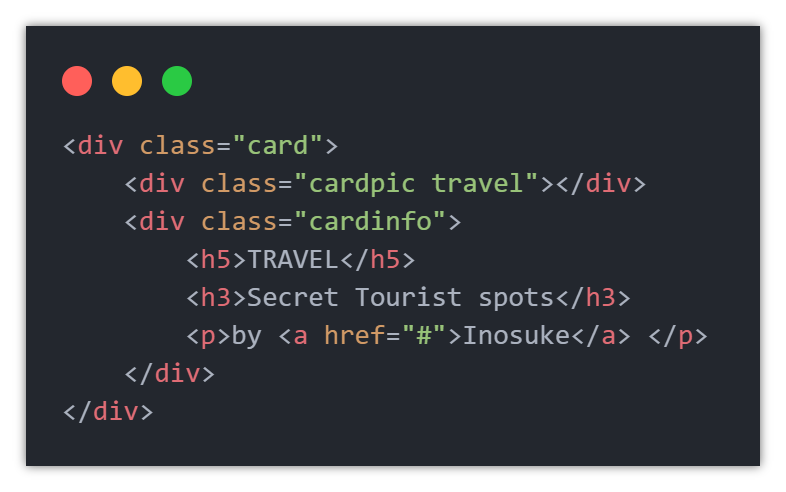 <div class="card">
    <div class="cardpic travel"></div>
    <div class="cardinfo">
        <h5>TRAVEL</h5>
        <h3>Secret Tourist spots</h3>
        <p>by <a href="#">Inosuke</a> </p>
    </div>
</div>